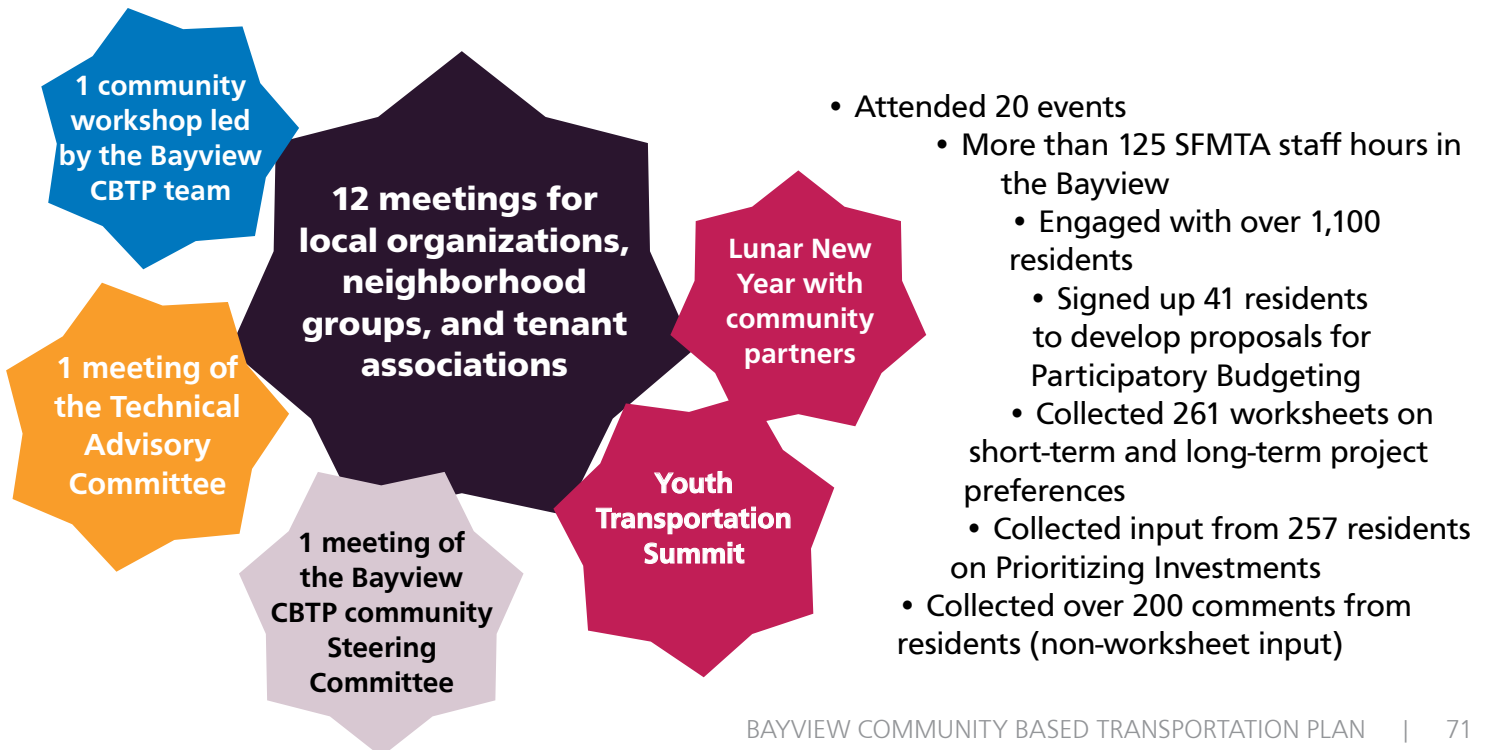 1 community
workshop led
by the Bayview
CBTP team
12 meetings for
local organizations,
neighborhood
groups, and tenant
associations
Lunar New
Year with
community
partners
1 meeting of
the Technical
Advisory
Committee
Youth
Transportation
Summit
1 meeting of
the Bayview
CBTP community
Steering
Committee
• Attended 20 events
• More than 125 SFMTA staff hours in
the Bayview
• Engaged with over 1,100
residents
• Signed up 41 residents
to develop proposals for
Participatory Budgeting
• Collected 261 worksheets on
short-term and long-term project
preferences
• Collected input from 257 residents
on Prioritizing Investments
• Collected over 200 comments from
residents (non-worksheet input)
BAYVIEW COMMUNITY BASED TRANSPORTATION PLAN | 71